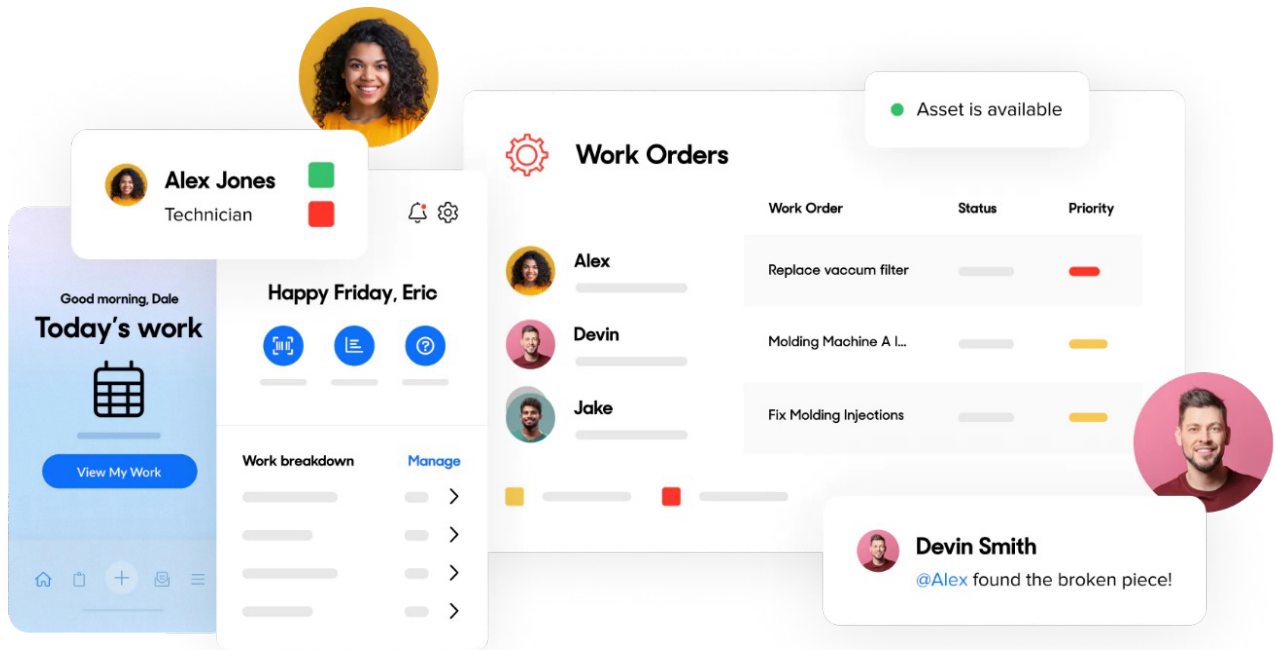 Asset is available
Work Orders
Alex Jones
Technician
Work Order Status Priority
Alex
Replace vaccum filter
Devin
Molding Machine A I...
Jake
Fix Molding Injections
Good morning, Dale
Today's work
View My Work
Happy Friday, Eric
Work breakdown Manage
Devin Smith
@Alex found the broken piece!